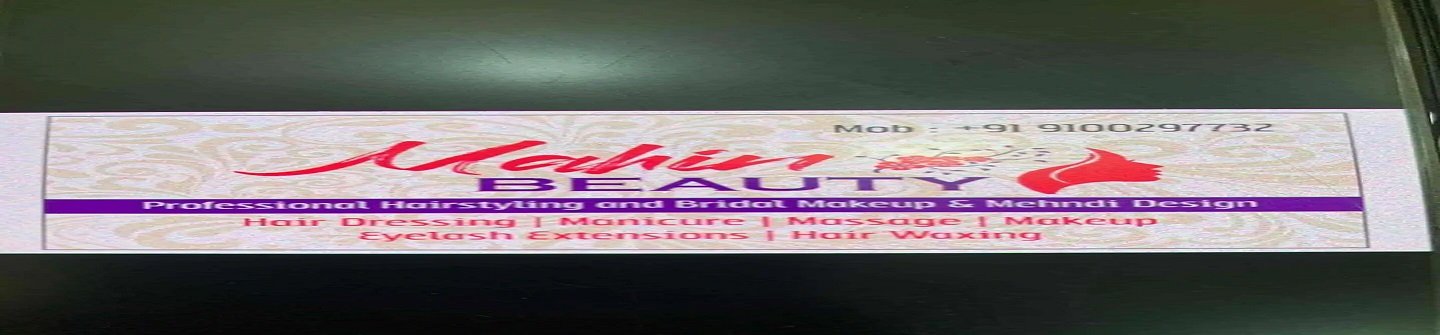 Mob : +91 9100297732
Mahin
BEAUTY
Professional Hairstyling and Bridal Makeup & Mehndi Design
Hair Dressing | Manicure | Massage | Makeup
Eyelash Extensions | Hair Waxing